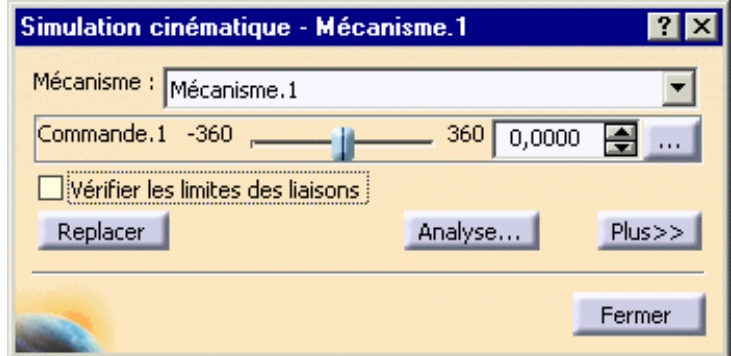 Simulation cinématique - Mécanisme.1
Mécanisme : Mécanisme.1
Commande.1 -360 360 0,0000 ...
Vérifier les limites des liaisons
Replacer Analyse... Plus>>
Fermer